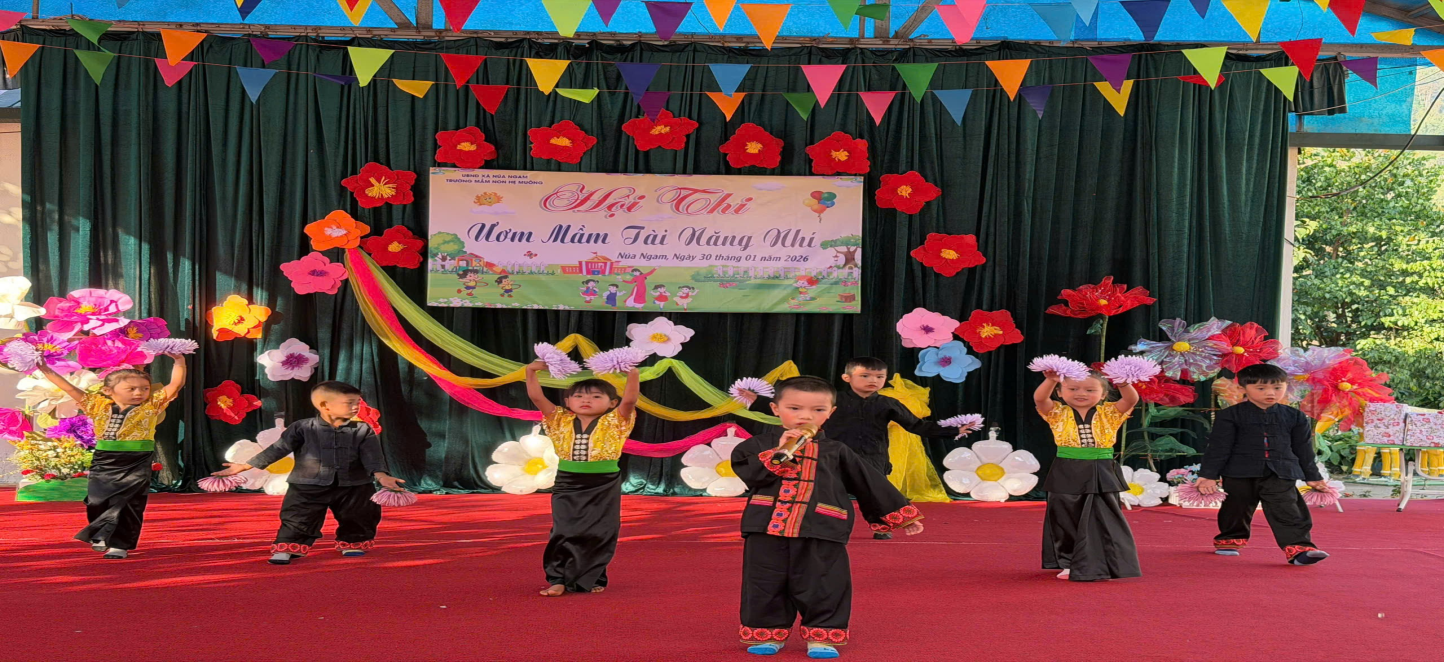 UBND XÃ NÚA NGAM
TRƯỜNG MẦM NON HẸ MUÔNG
Hội Thi
Ươm Mầm Tài Năng Nhí
Núa Ngam, Ngày 30 tháng 01 năm 2026